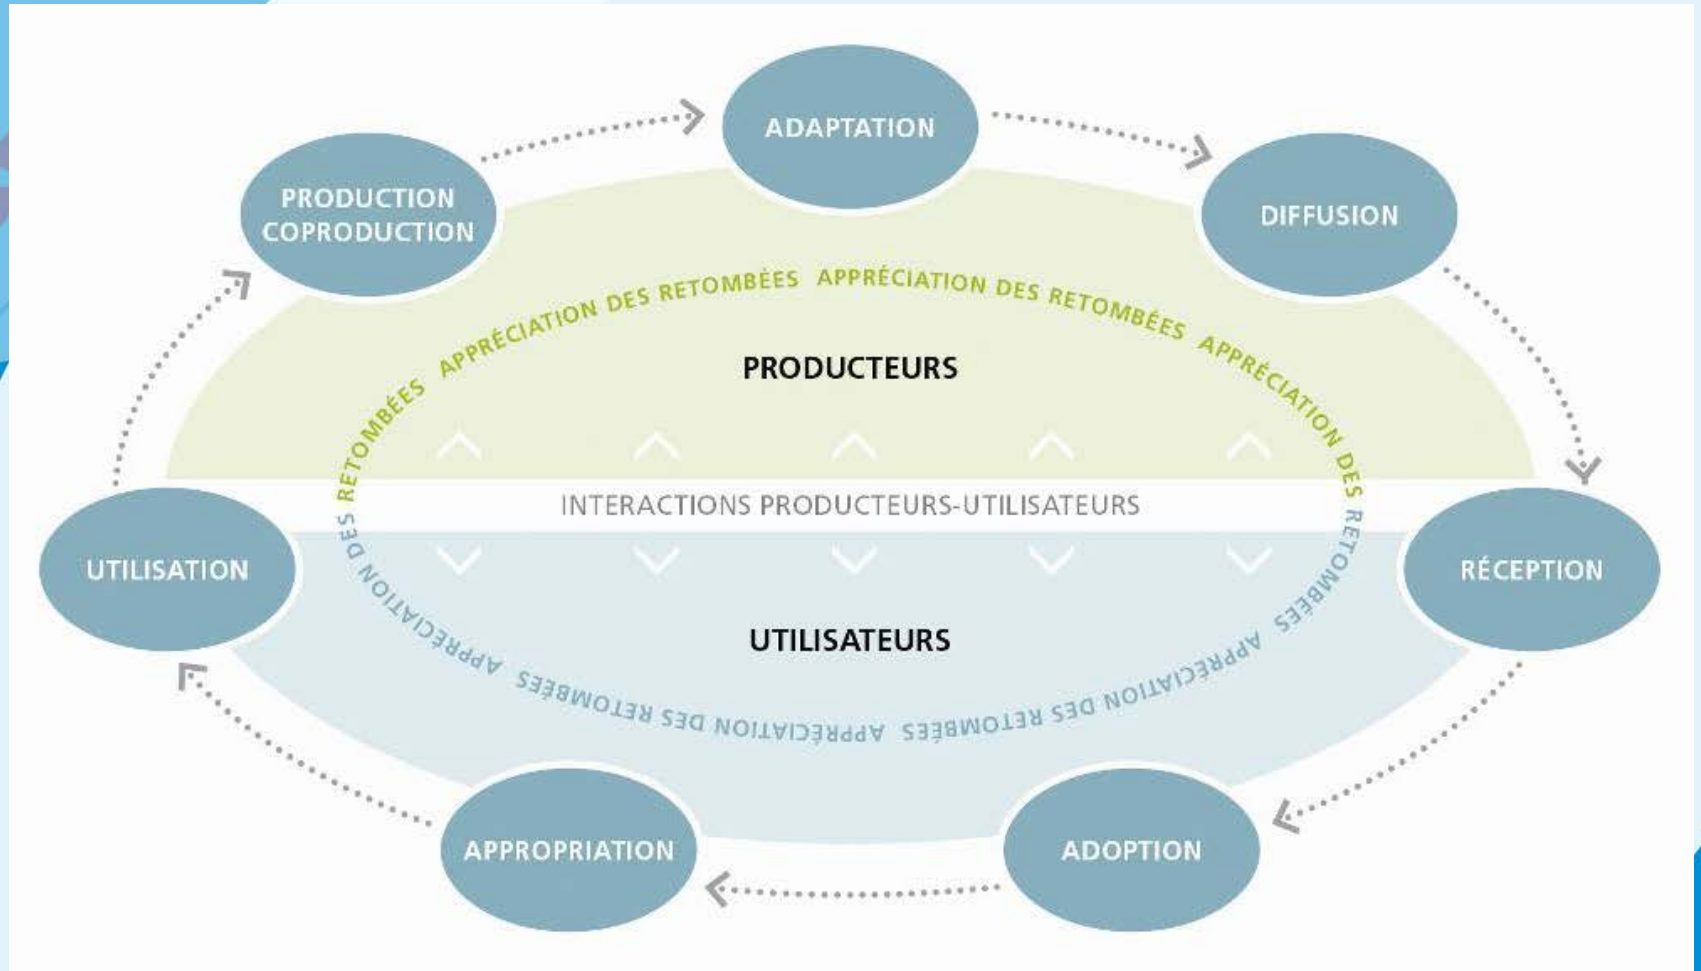 ADAPTATION
PRODUCTION
COPRODUCTION
DIFFUSION
APPRÉCIATION DES RETOMBÉES APPRÉCIATION DES RETOMBÉES APPRÉCIATION DES RETOMBÉES APPRÉCIATION DES RETOMBÉES APPRÉCIATION DES RETOMBÉES APPRÉCIATION DES RETOMBÉES
PRODUCTEURS
INTERACTIONS PRODUCTEURS-UTILISATEURS
UTILISATION
RÉCEPTION
UTILISATEURS
APPROPRIATION
ADOPTION